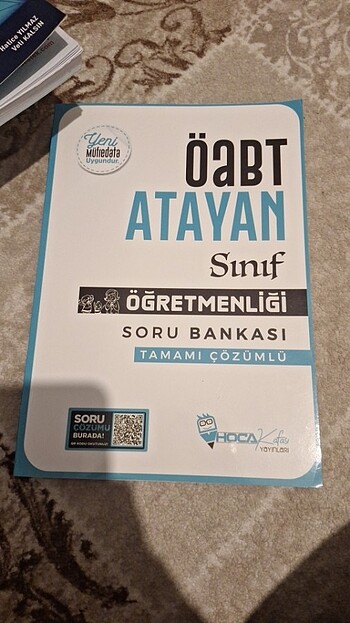 Hatice YILMAZ
Veli KALSIN
Yeni
Müfredata
Uygundur.
ÖaBT
ATAYAN
Sınıf
ÖĞRETMENLİĞİ
SORU BANKASI
TAMAMI ÇÖZÜMLÜ
SORU
ÇÖZÜMÜ
BURADA!
HOCA Kafası
YAYINLARI